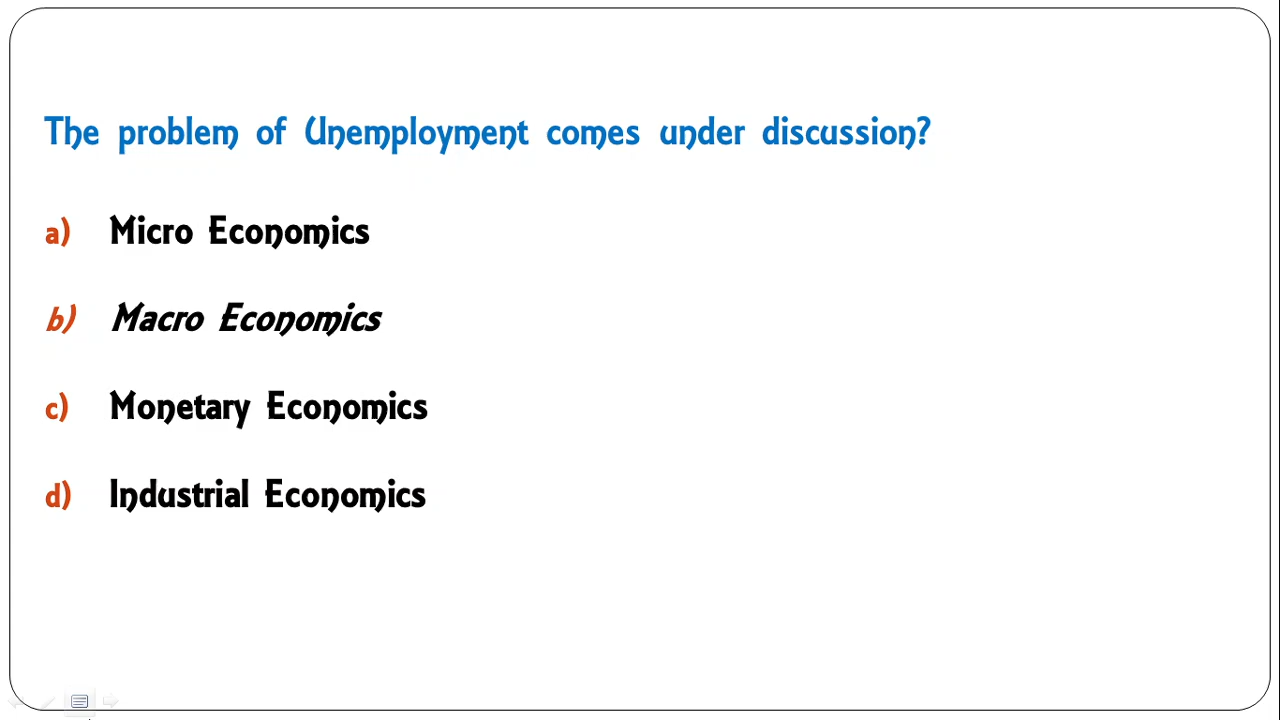 The problem of Unemployment comes under discussion?
a) Micro Economics
b) Macro Economics
c) Monetary Economics
d) Industrial Economics